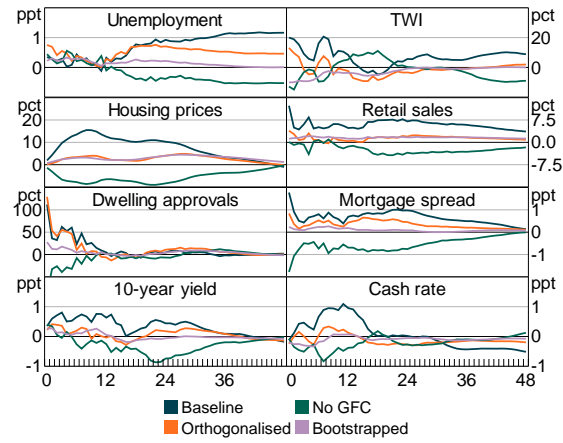 ppt Unemployment TWI pct
1 20
0 0
pct Housing prices Retail sales pct
20 7.5
10 0.0
0 -7.5
pct Dwelling approvals Mortgage spread ppt
100 1
50 0
0 -1
ppt 10-year yield Cash rate ppt
1 1
0 0
-1 -1
0 12 24 36 0 12 24 36 48
Baseline No GFC
Orthogonalised Bootstrapped